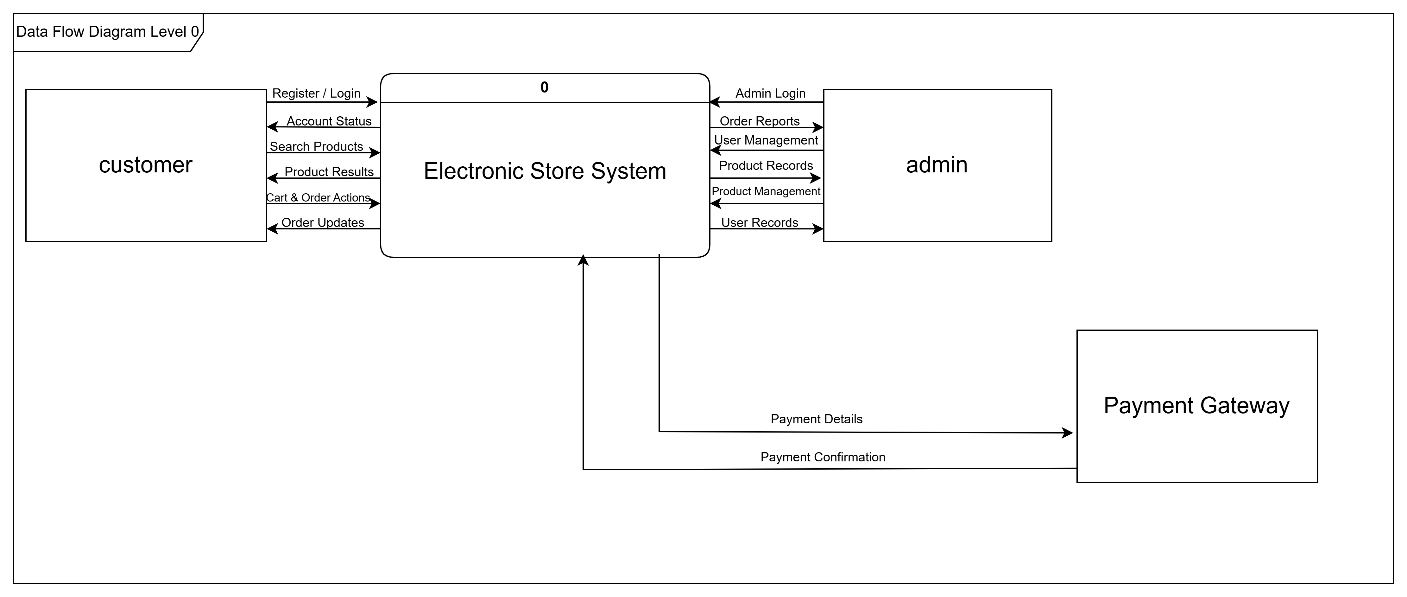 Data Flow Diagram Level 0
0
Register / Login
Admin Login
Account Status
Order Reports
Search Products
User Management
customer
Electronic Store System
admin
Product Results
Product Records
Cart & Order Actions
Product Management
Order Updates
User Records
Payment Gateway
Payment Details
Payment Confirmation